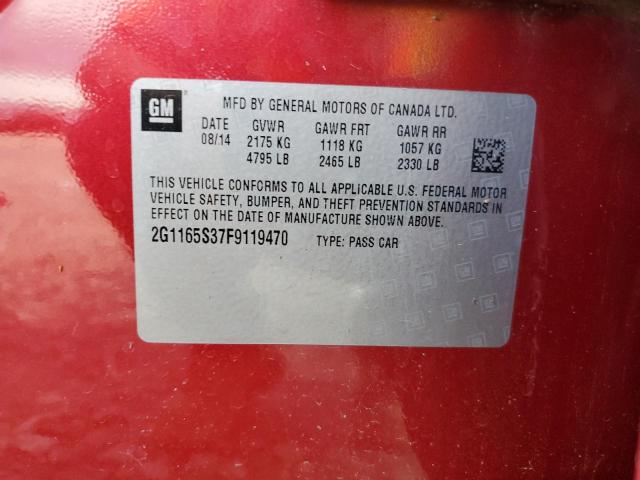 GM MFD BY GENERAL MOTORS OF CANADA LTD.
DATE GVWR GAWR FRT GAWR RR
08/14 2175 KG 1118 KG 1057 KG
4795 LB 2465 LB 2330 LB
THIS VEHICLE CONFORMS TO ALL APPLICABLE U.S. FEDERAL MOTOR
VEHICLE SAFETY, BUMPER, AND THEFT PREVENTION STANDARDS IN
EFFECT ON THE DATE OF MANUFACTURE SHOWN ABOVE.
2G1165S37F9119470 TYPE: PASS CAR